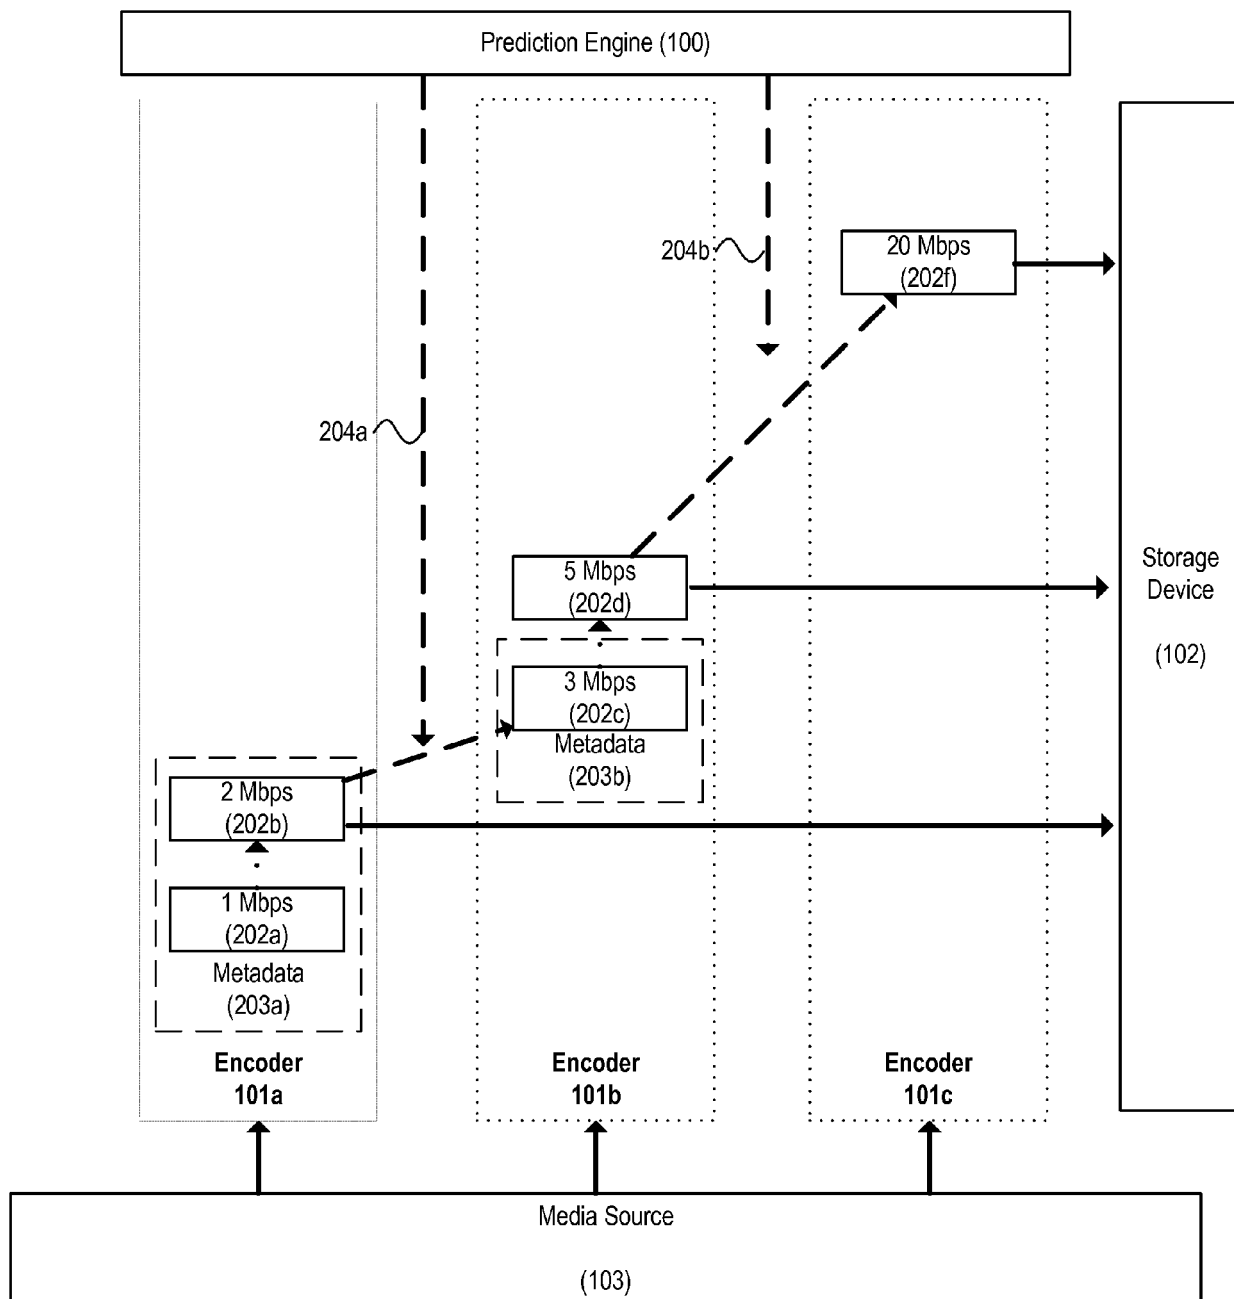 Prediction Engine (100)
204b
20 Mbps
(202f)
204a
5 Mbps
(202d)
Storage
Device
(102)
3 Mbps
(202c)
Metadata
(203b)
2 Mbps
(202b)
1 Mbps
(202a)
Metadata
(203a)
Encoder
101a
Encoder
101b
Encoder
101c
Media Source
(103)